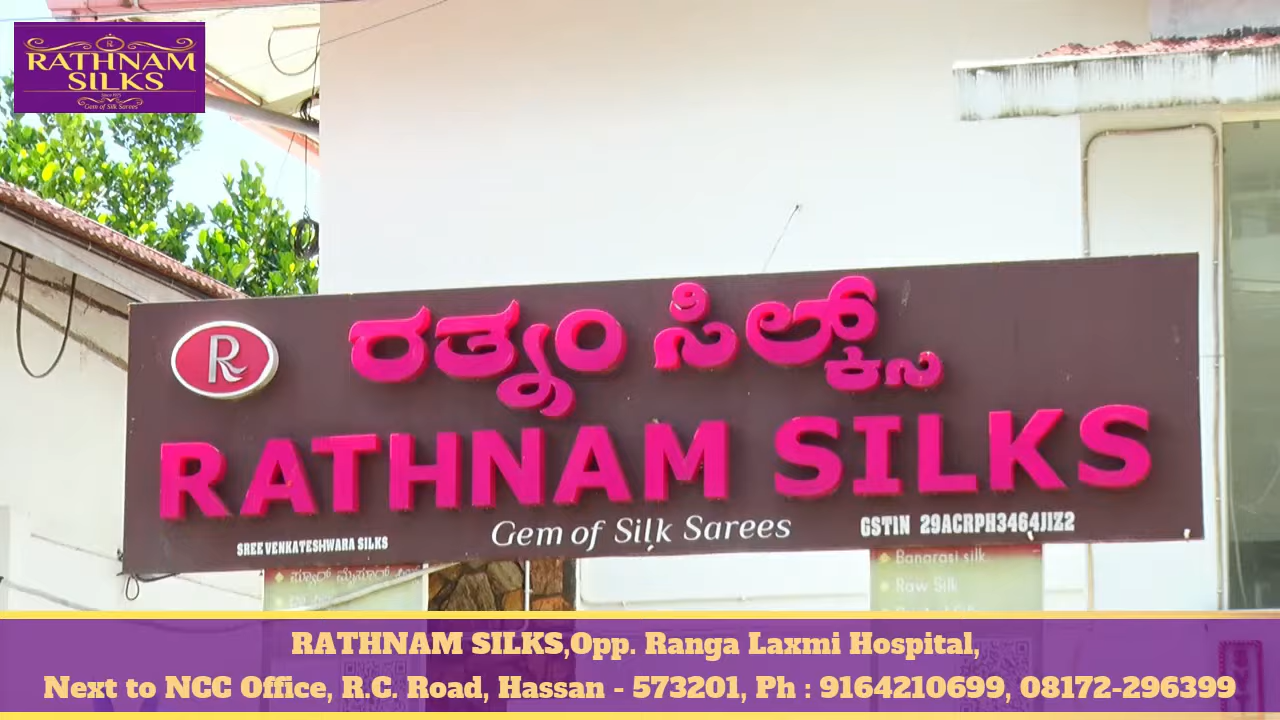 RATHNAM
SILKS
Since 1975
Gem of Silk Sarees
R
ರತ್ನಂ ಸಿಲ್ಕ್ಸ್
RATHNAM SILKS
Gem of Silk Sarees
GSTIN 29ACRPH3464J1Z2
SREE VENKATESHWARA SILKS
Banarasi silk
Raw Silk
RATHNAM SILKS,Opp. Ranga Laxmi Hospital,
Next to NCC Office, R.C. Road, Hassan - 573201, Ph : 9164210699, 08172-296399